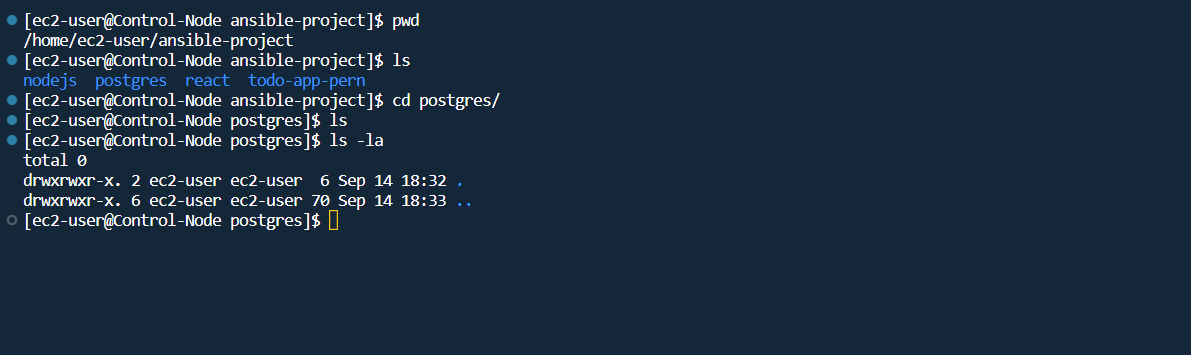 [ec2-user@Control-Node ansible-project]$ pwd
/home/ec2-user/ansible-project
[ec2-user@Control-Node ansible-project]$ ls
nodejs  postgres  react  todo-app-pern
[ec2-user@Control-Node ansible-project]$ cd postgres/
[ec2-user@Control-Node postgres]$ ls
[ec2-user@Control-Node postgres]$ ls -la
total 0
drwxrwxr-x. 2 ec2-user ec2-user  6 Sep 14 18:32 .
drwxrwxr-x. 6 ec2-user ec2-user 70 Sep 14 18:33 ..
[ec2-user@Control-Node postgres]$